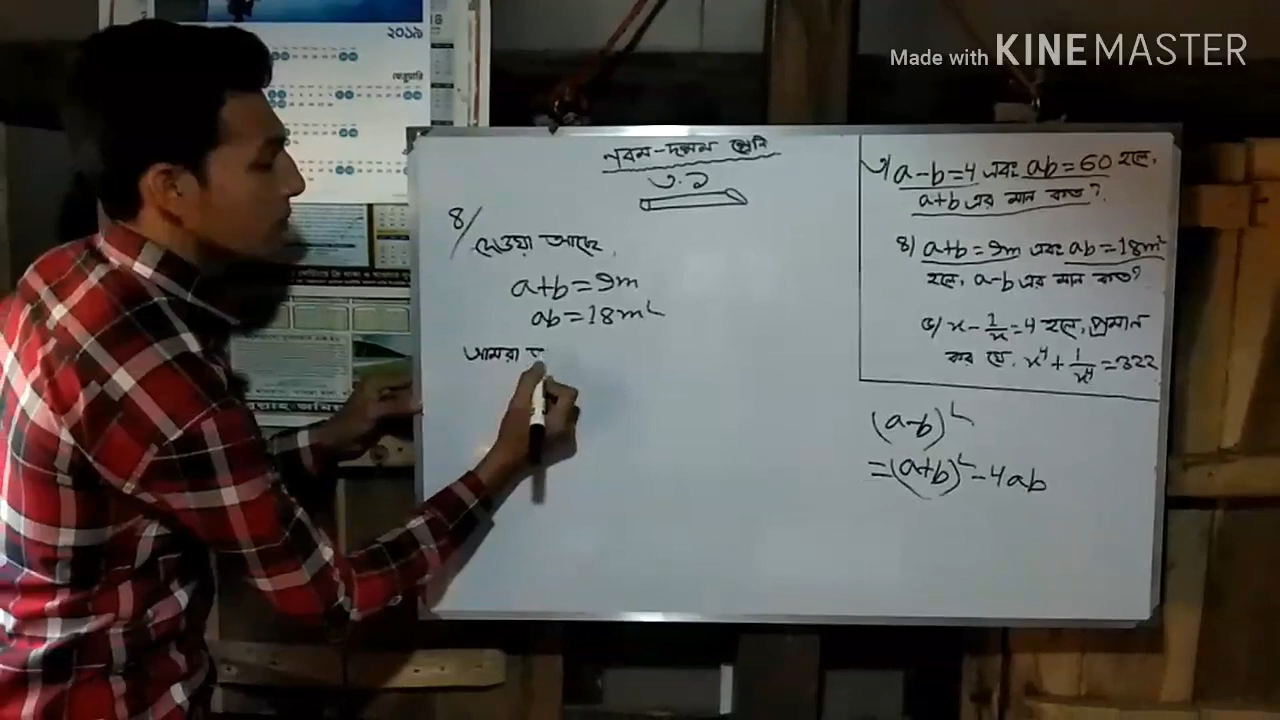 Made with KINEMASTER
২০১৯
ফেব্রুয়ারি
নবম-দশম শ্রেণি
৩.১
৪/ দেওয়া আছে,
a+b=9m
ab=18m²
আমরা জ
৩) a-b=4 এবং ab=60 হলে,
a+b এর মান কত?
৪) a+b=9m এবং ab=18m²
হলে, a-b এর মান কত?
৫) x-1/x=4 হলে, প্রমান
কর যে, x⁴+1/x⁴=322
(a-b)²
=(a+b)²-4ab